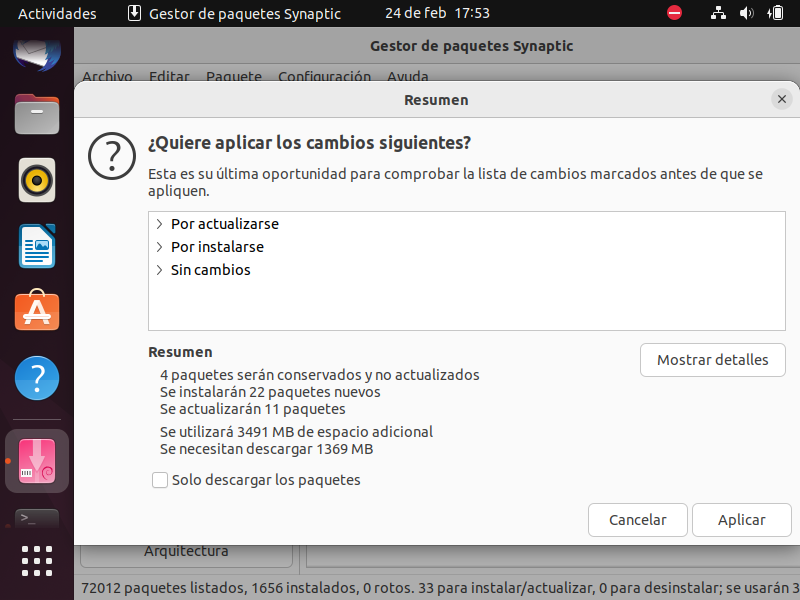 Actividades Gestor de paquetes Synaptic 24 de feb 17:53
Gestor de paquetes Synaptic
Archivo Editar Paquete Configuración Ayuda
Resumen
¿Quiere aplicar los cambios siguientes?
Esta es su última oportunidad para comprobar la lista de cambios marcados antes de que se
apliquen.
Por actualizarse
Por instalarse
Sin cambios
Resumen
Mostrar detalles
4 paquetes serán conservados y no actualizados
Se instalarán 22 paquetes nuevos
Se actualizarán 11 paquetes
Se utilizará 3491 MB de espacio adicional
Se necesitan descargar 1369 MB
Solo descargar los paquetes
Cancelar Aplicar
Arquitectura
72012 paquetes listados, 1656 instalados, 0 rotos. 33 para instalar/actualizar, 0 para desinstalar; se usarán 3